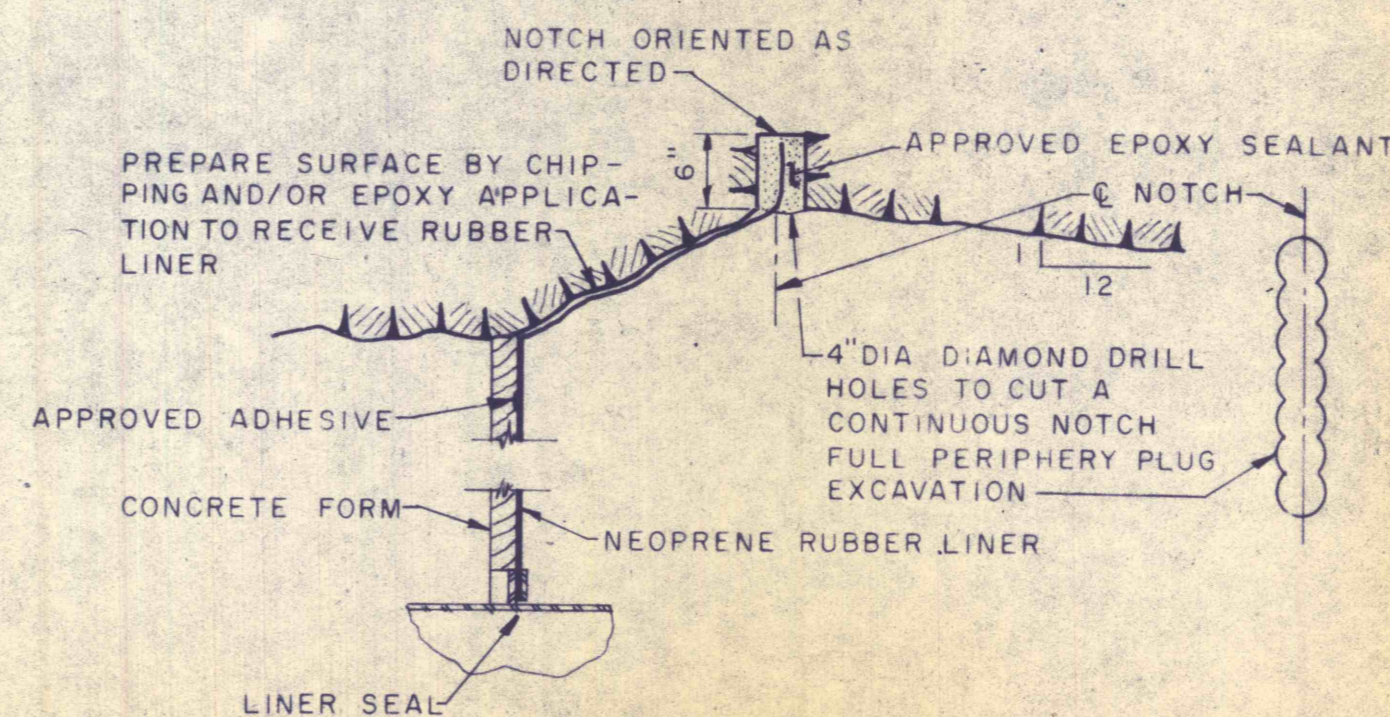 NOTCH ORIENTED AS
DIRECTED
PREPARE SURFACE BY CHIP-
PING AND/OR EPOXY APPLICA-
TION TO RECEIVE RUBBER
LINER
6"
APPROVED EPOXY SEALANT
℄ NOTCH
1
12
4"DIA DIAMOND DRILL
HOLES TO CUT A
CONTINUOUS NOTCH
FULL PERIPHERY PLUG
EXCAVATION
APPROVED ADHESIVE
CONCRETE FORM
NEOPRENE RUBBER LINER
LINER SEAL